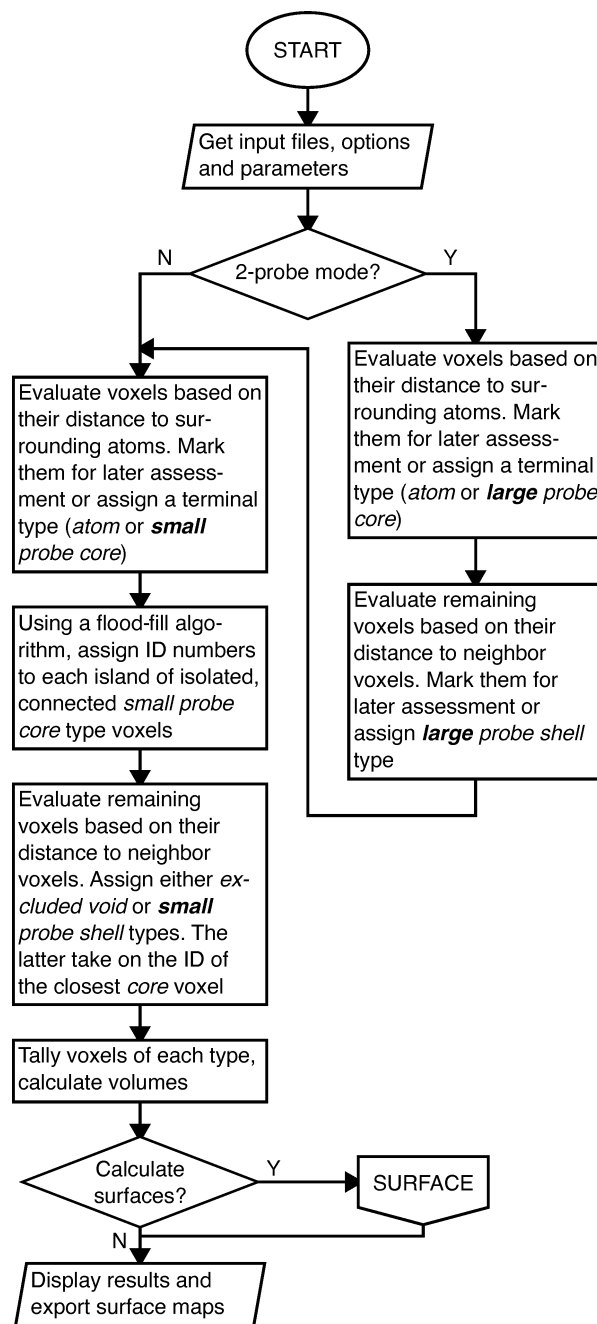 START
Get input files, options
and parameters
2-probe mode?
N
Y
Evaluate voxels based on
their distance to sur-
rounding atoms. Mark
them for later assess-
ment or assign a terminal
type (atom or large probe
core)
Evaluate remaining
voxels based on their
distance to neighbor
voxels. Mark them for
later assessment or
assign large probe shell
type
Evaluate voxels based on
their distance to sur-
rounding atoms. Mark
them for later assess-
ment or assign a terminal
type (atom or small
probe core)
Using a flood-fill algo-
rithm, assign ID numbers
to each island of isolated,
connected small probe
core type voxels
Evaluate remaining
voxels based on their
distance to neighbor
voxels. Assign either ex-
cluded void or small
probe shell types. The
latter take on the ID of
the closest core voxel
Tally voxels of each type,
calculate volumes
Calculate
surfaces?
Y
SURFACE
N
Display results and
export surface maps